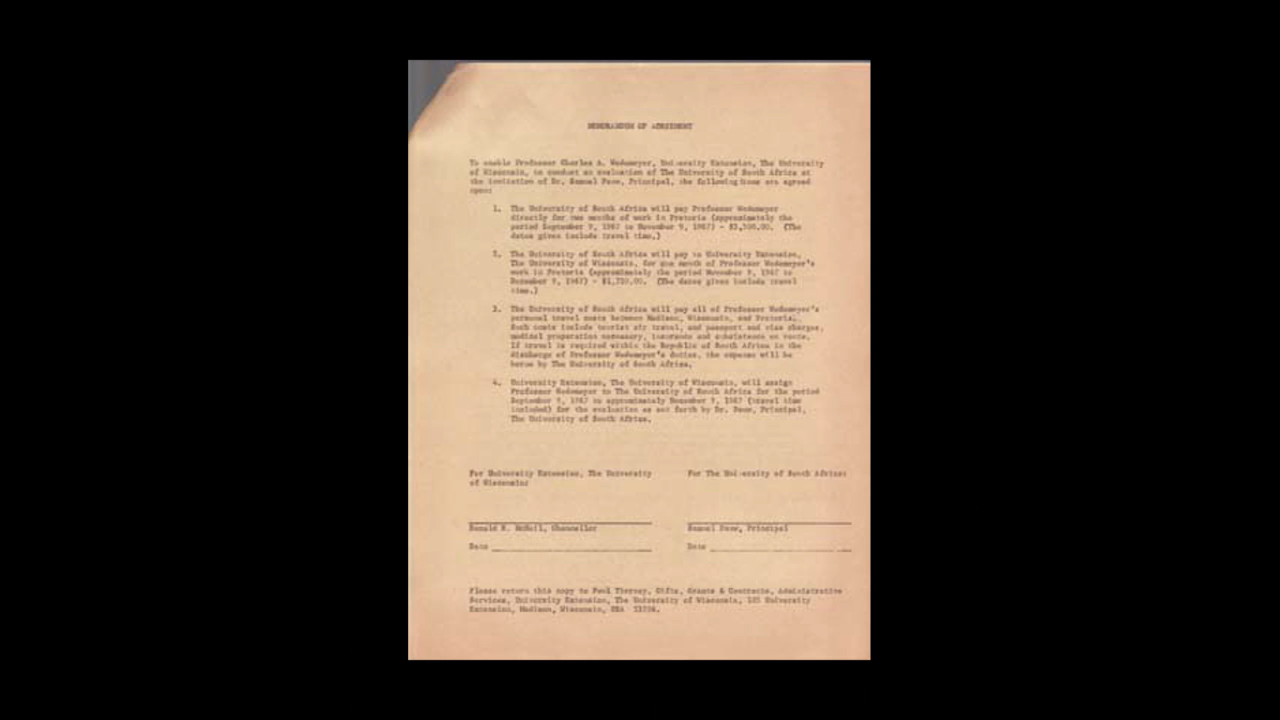 MEMORANDUM OF AGREEMENT
To enable Professor Charles A. Wedemeyer, University Extension, The University
of Wisconsin, to conduct an evaluation of The University of South Africa at
the invitation of Dr. Samuel Pauw, Principal, the following items are agreed
upon:
1. The University of South Africa will pay Professor Wedemeyer
directly for two months of work in Pretoria (approximately the
period September 9, 1967 to November 9, 1967) - $3,500.00. (The
dates given include travel time.)
2. The University of South Africa will pay to University Extension,
The University of Wisconsin, for one month of Professor Wedemeyer's
work in Pretoria (approximately the period November 9, 1967 to
December 9, 1967) - $1,750.00. (The dates given include travel
time.)
3. The University of South Africa will pay all of Professor Wedemeyer's
personal travel costs between Madison, Wisconsin, and Pretoria.
Such costs include tourist air travel, and passport and visa charges,
medical preparation necessary, insurance and subsistence en route.
If travel is required within the Republic of South Africa in the
discharge of Professor Wedemeyer's duties, the expense will be
borne by The University of South Africa.
4. University Extension, The University of Wisconsin, will assign
Professor Wedemeyer to The University of South Africa for the period
September 9, 1967 to approximately December 9, 1967 (travel time
included) for the evaluation as set forth by Dr. Pauw, Principal,
The University of South Africa.
For University Extension, The University
of Wisconsin:
For The University of South Africa:
Donald R. McNeil, Chancellor
Samuel Pauw, Principal
Date
Date
Please return this copy to Paul Tierney, Gifts, Grants & Contracts, Administrative
Services, University Extension, The University of Wisconsin, University
Extension, Madison, Wisconsin, USA 53706.